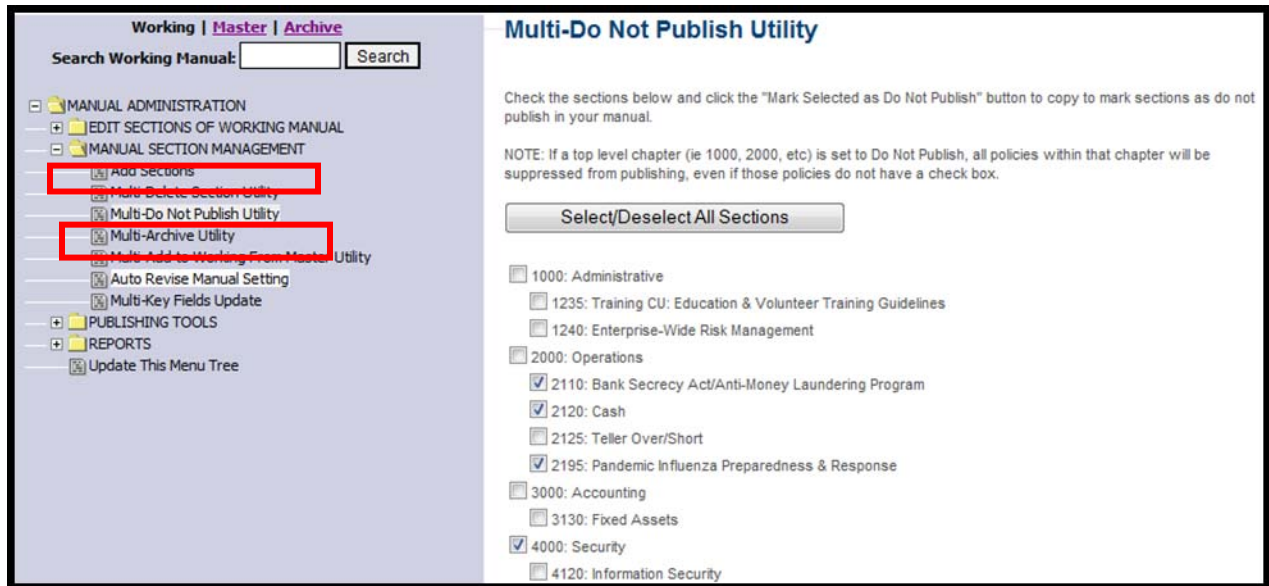 Working | Master | Archive
Search Working Manual: Search
MANUAL ADMINISTRATION
EDIT SECTIONS OF WORKING MANUAL
MANUAL SECTION MANAGEMENT
Add Sections
Multi-Delete Section Utility
Multi-Do Not Publish Utility
Multi-Archive Utility
Multi-Add to Working From Master Utility
Auto Revise Manual Setting
Multi-Key Fields Update
PUBLISHING TOOLS
REPORTS
Update This Menu Tree
Multi-Do Not Publish Utility
Check the sections below and click the "Mark Selected as Do Not Publish" button to copy to mark sections as do not
publish in your manual.
NOTE: If a top level chapter (ie 1000, 2000, etc) is set to Do Not Publish, all policies within that chapter will be
suppressed from publishing, even if those policies do not have a check box.
Select/Deselect All Sections
1000: Administrative
1235: Training CU: Education & Volunteer Training Guidelines
1240: Enterprise-Wide Risk Management
2000: Operations
2110: Bank Secrecy Act/Anti-Money Laundering Program
2120: Cash
2125: Teller Over/Short
2195: Pandemic Influenza Preparedness & Response
3000: Accounting
3130: Fixed Assets
4000: Security
4120: Information Security